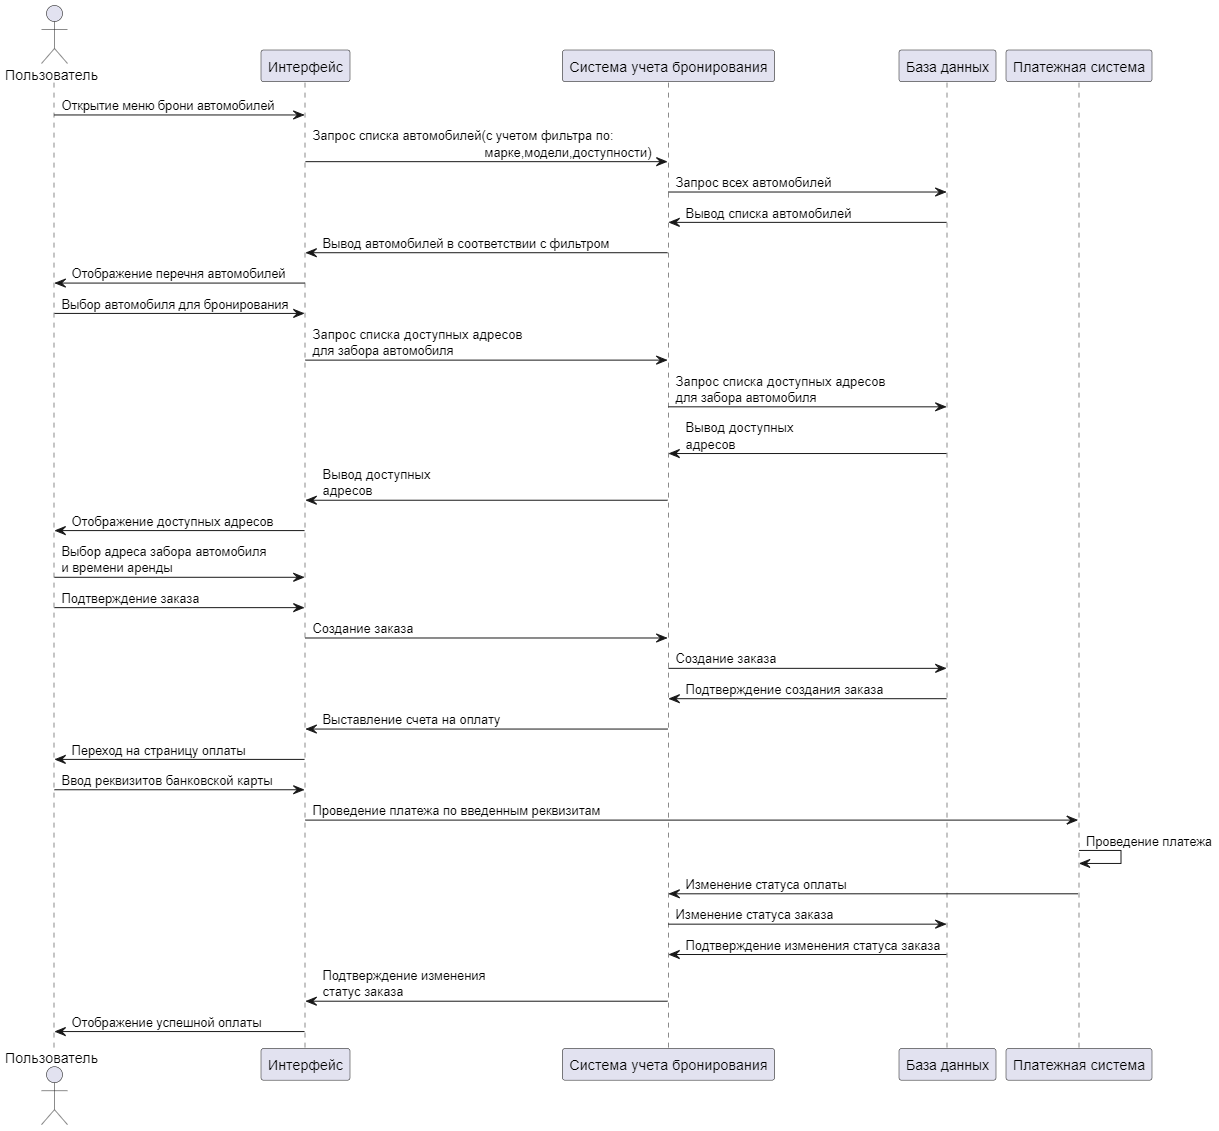 Пользователь
Интерфейс
Система учета бронирования
База данных
Платежная система
Открытие меню брони автомобилей
Запрос списка автомобилей(с учетом фильтра по:
марке,модели,доступности)
Запрос всех автомобилей
Вывод списка автомобилей
Вывод автомобилей в соответствии с фильтром
Отображение перечня автомобилей
Выбор автомобиля для бронирования
Запрос списка доступных адресов
для забора автомобиля
Запрос списка доступных адресов
для забора автомобиля
Вывод доступных
адресов
Вывод доступных
адресов
Отображение доступных адресов
Выбор адреса забора автомобиля
и времени аренды
Подтверждение заказа
Создание заказа
Создание заказа
Подтверждение создания заказа
Выставление счета на оплату
Переход на страницу оплаты
Ввод реквизитов банковской карты
Проведение платежа по введенным реквизитам
Проведение платежа
Изменение статуса оплаты
Изменение статуса заказа
Подтверждение изменения статуса заказа
Подтверждение изменения
статус заказа
Отображение успешной оплаты
Пользователь
Интерфейс
Система учета бронирования
База данных
Платежная система